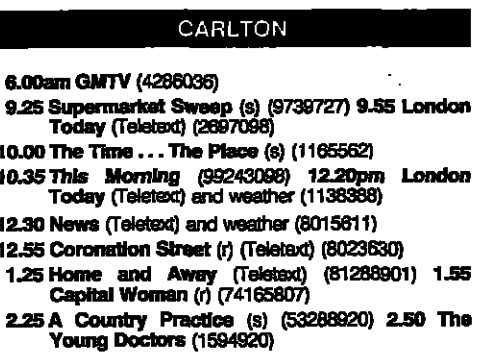 CARLTON
6.00am GMTV (4286036)
9.25 Supermarket Sweep (s) (9739727) 9.55 London
Today (Teletext) (2697098)
10.00 The Time . . . The Place (s) (1165562)
10.35 This Morning (99243098) 12.20pm London
Today (Teletext) and weather (1138388)
12.30 News (Teletext) and weather (8015611)
12.55 Coronation Street (r) (Teletext) (8023630)
1.25 Home and Away (Teletext) (81288901) 1.55
Capital Woman (r) (74165807)
2.25 A Country Practice (s) (53288920) 2.50 The
Young Doctors (1594920)